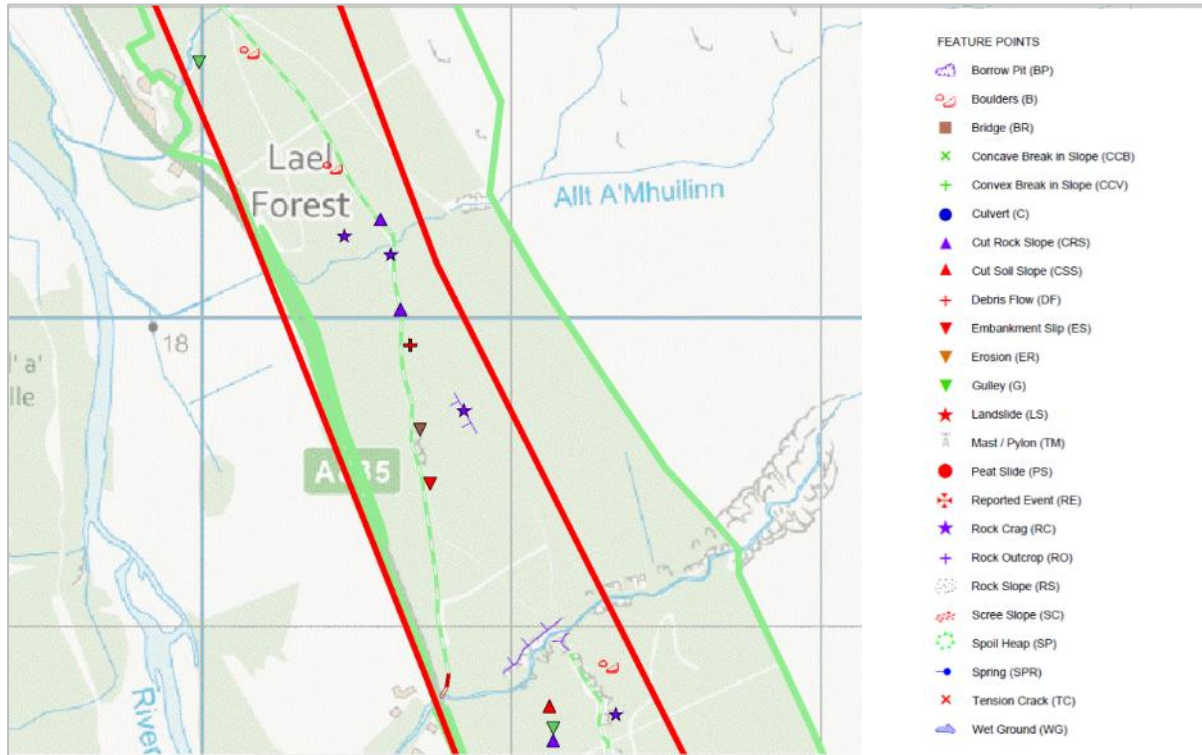 Lael
Forest
Allt A'Mhuilinn
18
l' a'
lle
River
FEATURE POINTS
Borrow Pit (BP)
Boulders (B)
Bridge (BR)
Concave Break in Slope (CCB)
Convex Break in Slope (CCV)
Culvert (C)
Cut Rock Slope (CRS)
Cut Soil Slope (CSS)
Debris Flow (DF)
Embankment Slip (ES)
Erosion (ER)
Gulley (G)
Landslide (LS)
Mast / Pylon (TM)
Peat Slide (PS)
Reported Event (RE)
Rock Crag (RC)
Rock Outcrop (RO)
Rock Slope (RS)
Scree Slope (SC)
Spoil Heap (SP)
Spring (SPR)
Tension Crack (TC)
Wet Ground (WG)